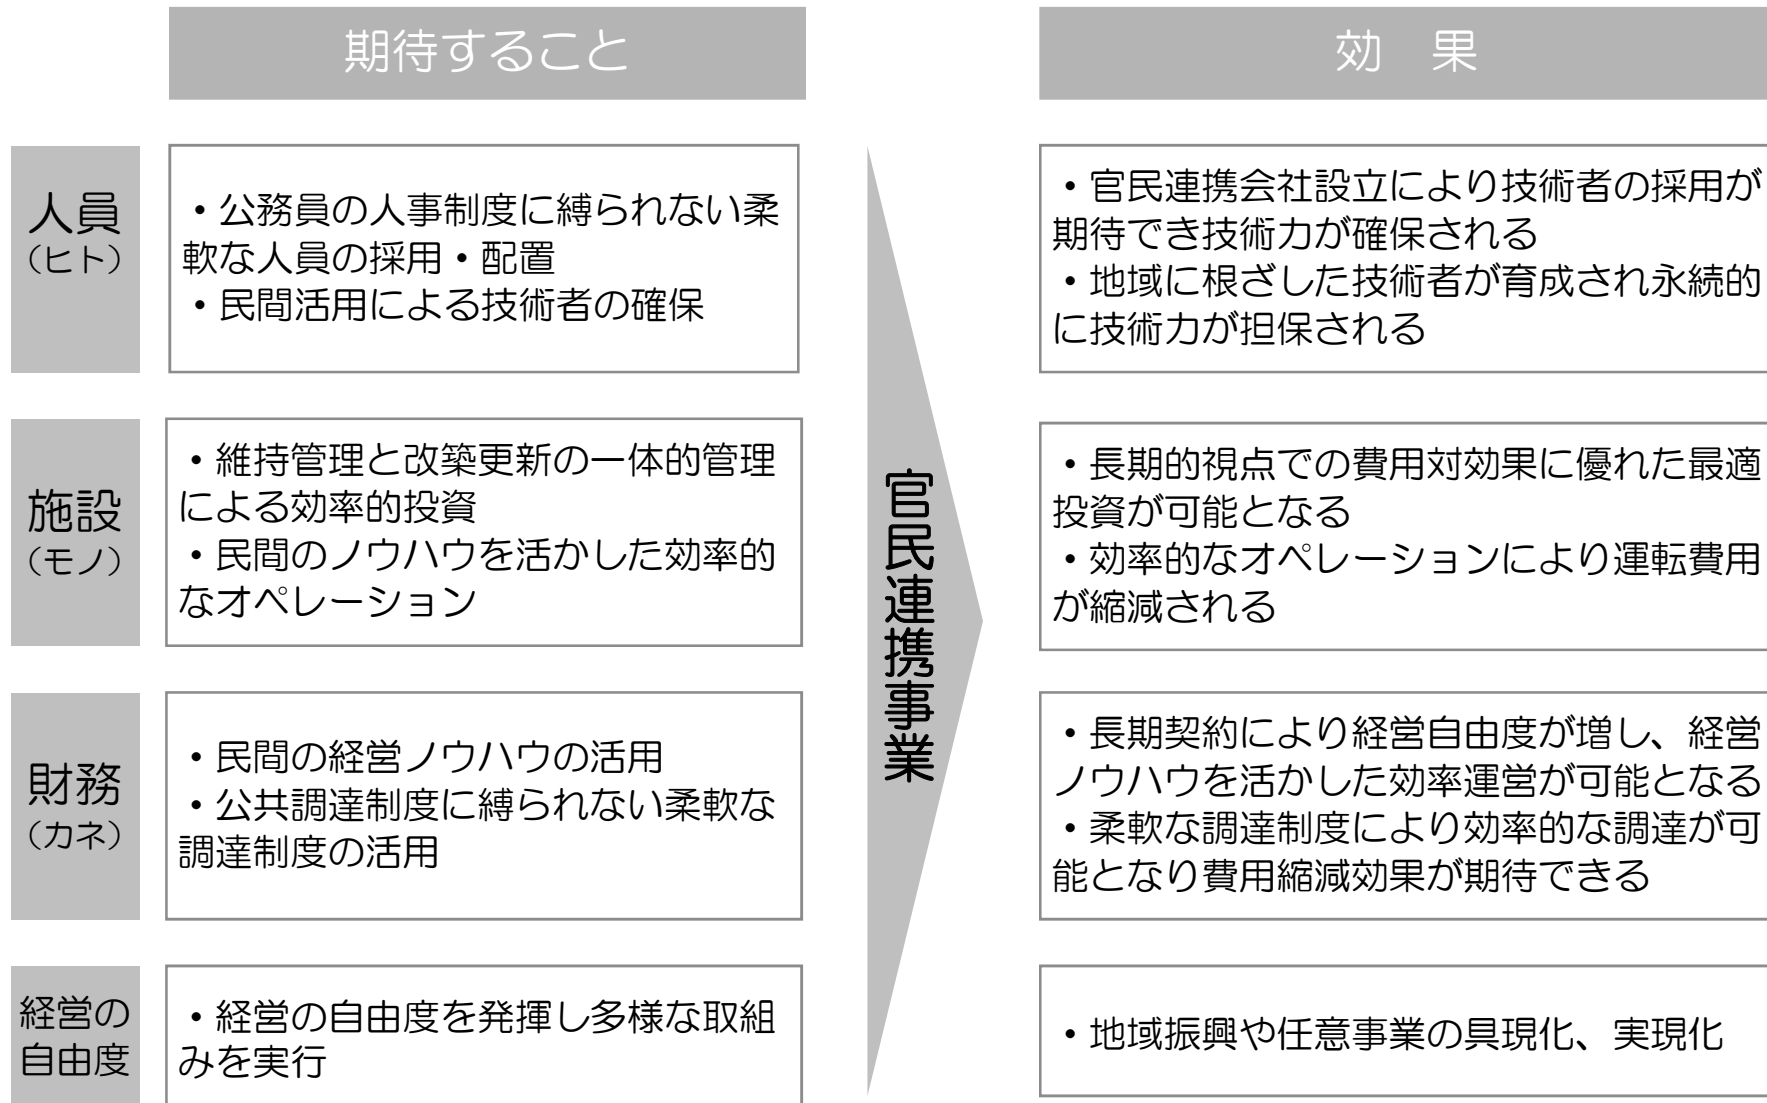 期待すること
効 果
人員
(ヒト)
・公務員の人事制度に縛られない柔
軟な人員の採用・配置
・民間活用による技術者の確保
・官民連携会社設立により技術者の採用が
期待でき技術力が確保される
・地域に根ざした技術者が育成され永続的
に技術力が担保される
施設
(モノ)
・維持管理と改築更新の一体的管理
による効率的投資
・民間のノウハウを活かした効率的
なオペレーション
官民連携事業
・長期的視点での費用対効果に優れた最適
投資が可能となる
・効率的なオペレーションにより運転費用
が縮減される
財務
(カネ)
・民間の経営ノウハウの活用
・公共調達制度に縛られない柔軟な
調達制度の活用
・長期契約により経営自由度が増し、経営
ノウハウを活かした効率運営が可能となる
・柔軟な調達制度により効率的な調達が可
能となり費用縮減効果が期待できる
経営の
自由度
・経営の自由度を発揮し多様な取組
みを実行
・地域振興や任意事業の具現化、実現化